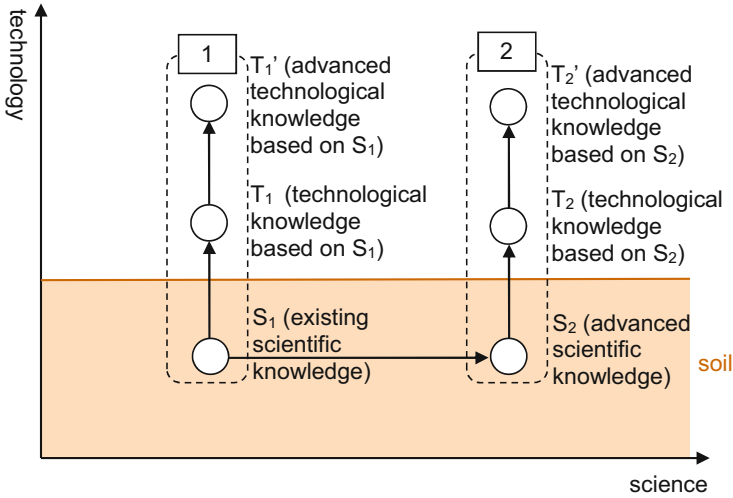 technology
1
T₁’ (advanced
technological
knowledge
based on S₁)
T₁ (technological
knowledge
based on S₁)
S₁ (existing
scientific
knowledge)
2
T₂’ (advanced
technological
knowledge
based on S₂)
T₂ (technological
knowledge
based on S₂)
S₂ (advanced
scientific
knowledge)
soil
science